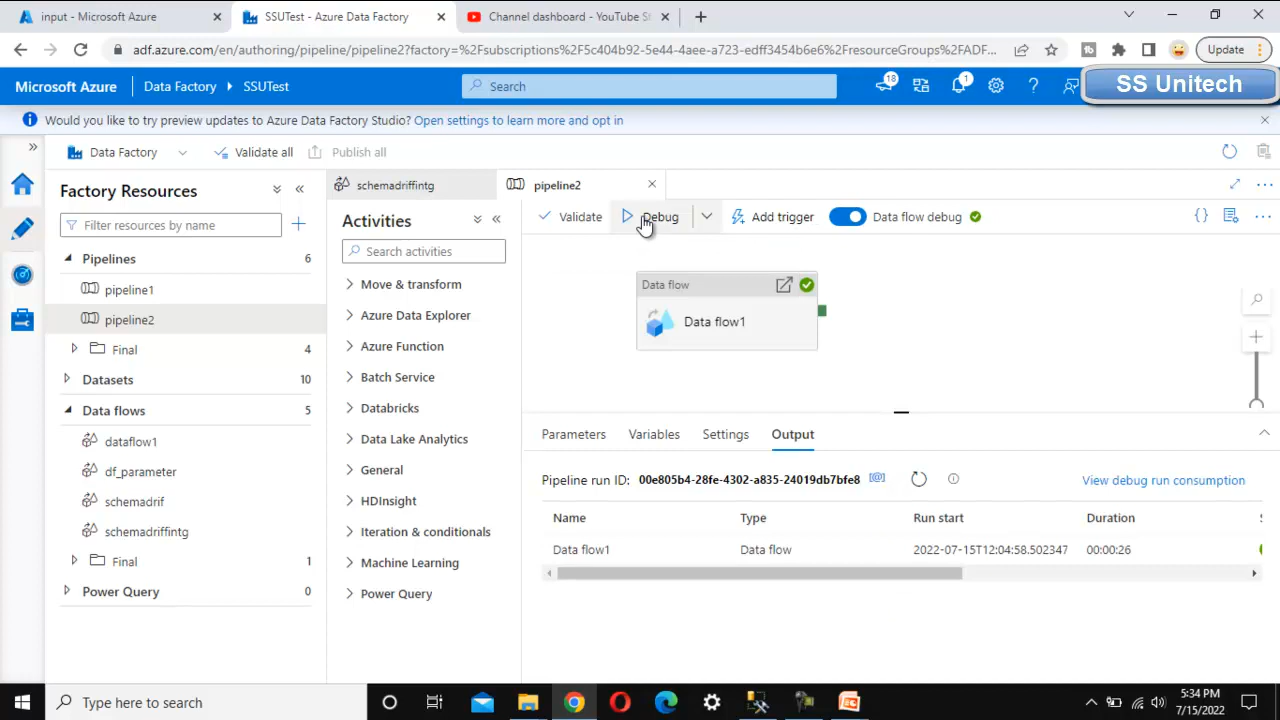 input - Microsoft Azure
SSUTest - Azure Data Factory
Channel dashboard - YouTube S
adf.azure.com/en/authoring/pipeline/pipeline2?factory=%2Fsubscriptions%2F5c404b92-5e44-4aee-a723-edff3454b6e6%2FresourceGroups%2FADF...
Update
Microsoft Azure
Data Factory
SSUTest
Search
18
1
SS Unitech
Would you like to try preview updates to Azure Data Factory Studio? Open settings to learn more and opt in
Data Factory
Validate all
Publish all
Factory Resources
Filter resources by name
Pipelines 6
pipeline1
pipeline2
Final 4
Datasets 10
Data flows 5
dataflow1
df_parameter
schemadrif
schemadriffintg
Final 1
Power Query 0
schemadriffintg
pipeline2
Activities
Search activities
Move & transform
Azure Data Explorer
Azure Function
Batch Service
Databricks
Data Lake Analytics
General
HDInsight
Iteration & conditionals
Machine Learning
Power Query
Validate
Debug
Add trigger
Data flow debug
Data flow
Data flow1
Parameters
Variables
Settings
Output
Pipeline run ID: 00e805b4-28fe-4302-a835-24019db7bfe8
View debug run consumption
Name Type Run start Duration
Data flow1 Data flow 2022-07-15T12:04:58.502347 00:00:26
Type here to search
5:34 PM
7/15/2022